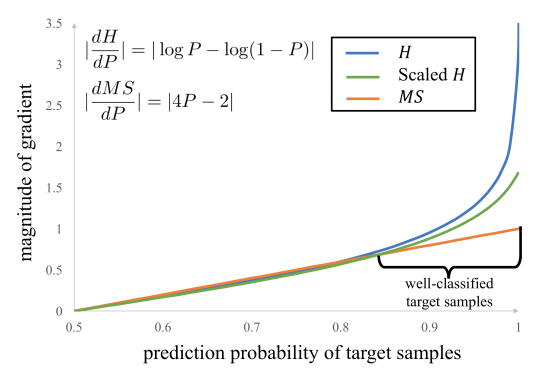 3.5
3
2.5
2
1.5
1
0.5
0
magnitude of gradient
|dH/dP| = | log P − log(1 − P)|
|dMS/dP| = |4P − 2|
H
Scaled H
MS
well-classified
target samples
0.5
0.6
0.7
0.8
0.9
1
prediction probability of target samples